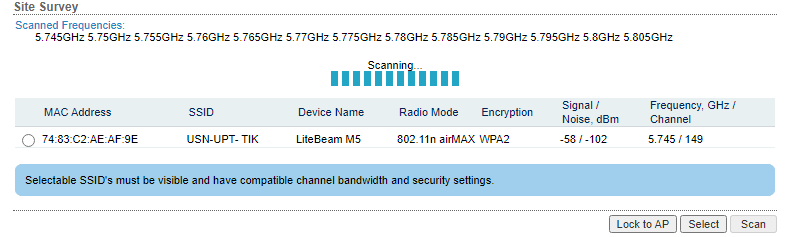 Site Survey
Scanned Frequencies:
5.745GHz 5.75GHz 5.755GHz 5.76GHz 5.765GHz 5.77GHz 5.775GHz 5.78GHz 5.785GHz 5.79GHz 5.795GHz 5.8GHz 5.805GHz
Scanning...
MAC Address SSID Device Name Radio Mode Encryption Signal / Noise, dBm Frequency, GHz / Channel
74:83:C2:AE:AF:9E USN-UPT- TIK LiteBeam M5 802.11n airMAX WPA2 -58 / -102 5.745 / 149
Selectable SSID's must be visible and have compatible channel bandwidth and security settings.
Lock to AP Select Scan